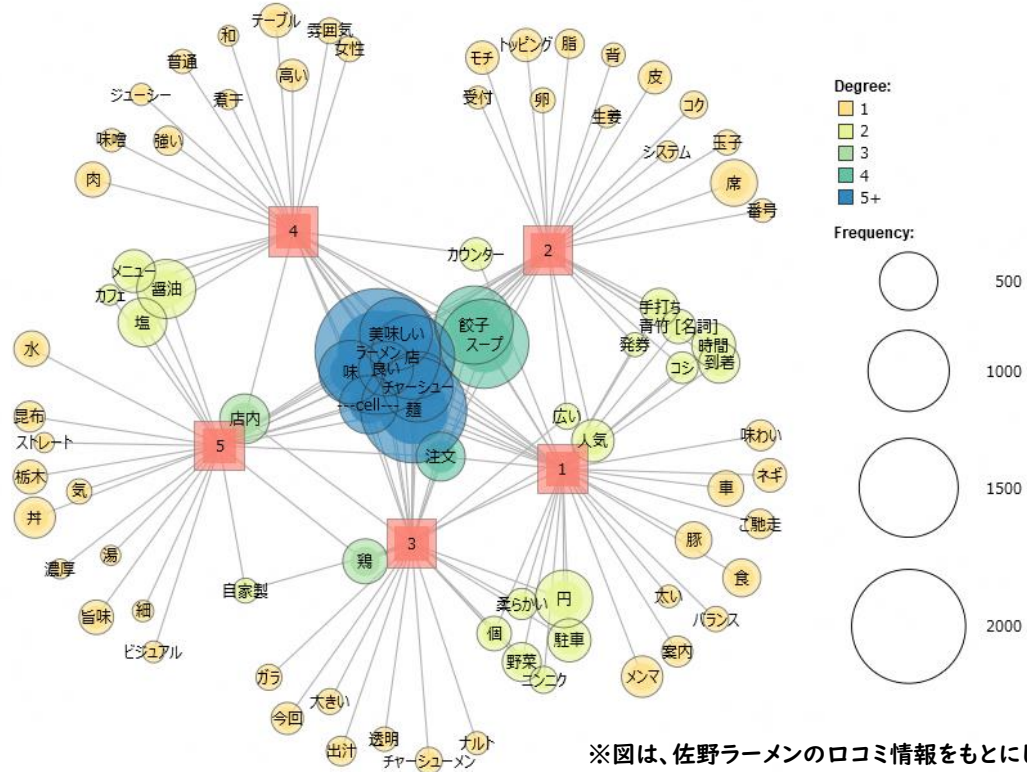 テーブル
雰囲気
和
女性
普通
高い
ジューシー
煮干
味噌
強い
肉
4
トッピング
脂
背
モチ
皮
受付
卵
コク
生姜
玉子
システム
席
番号
2
カウンター
メニュー
醤油
カフェ
塩
餃子
スープ
美味しい
ラーメン
店
味
良い
チャーシュー
---cell---
麺
注文
手打ち
青竹 [名詞]
発券
時間
到着
コシ
水
店内
5
昆布
ストレート
栃木
気
丼
濃厚
湯
旨味
細
ビジュアル
自家製
鶏
3
広い
人気
1
味わい
ネギ
車
ご馳走
豚
食
太い
バランス
案内
メンマ
円
柔らかい
個
駐車
野菜
ニンニク
ガラ
大きい
今回
出汁
透明
チャーシューメン
ナルト
Degree:
1
2
3
4
5+
Frequency:
500
1000
1500
2000
※図は、佐野ラーメンの口コミ情報をもとに